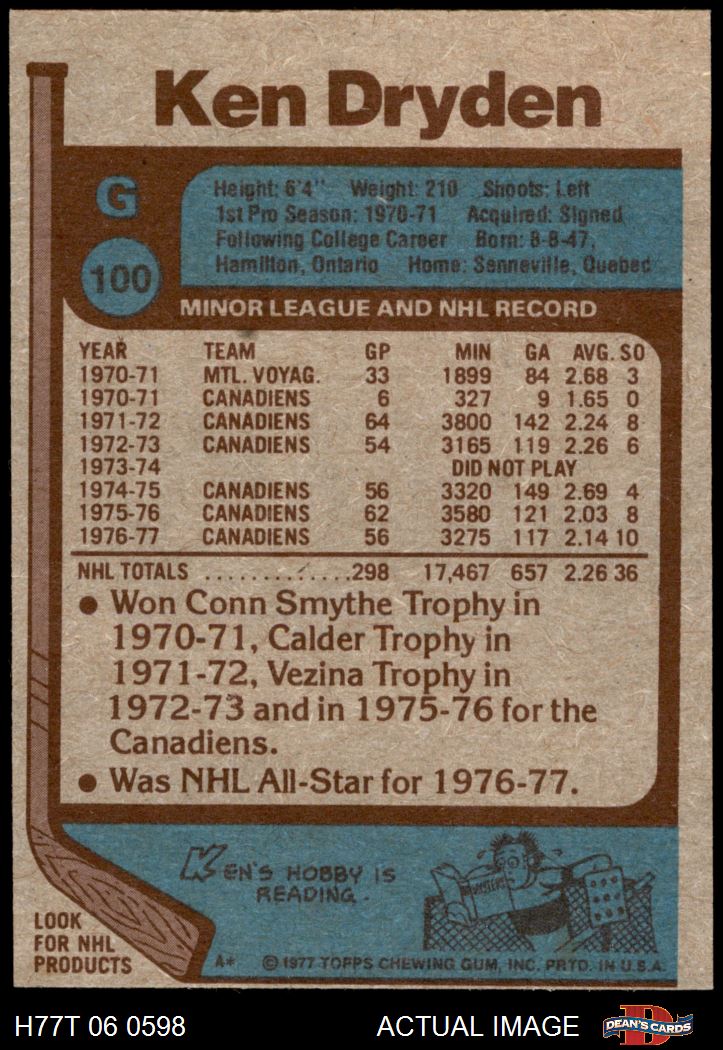 Ken Dryden
G
100
Height: 6'4" Weight: 210 Shoots: Left
1st Pro Season: 1970-71 Acquired: Signed
Following College Career Born: 8-8-47,
Hamilton, Ontario Home: Senneville, Quebec
MINOR LEAGUE AND NHL RECORD
YEAR TEAM GP MIN GA AVG. SO
1970-71 MTL. VOYAG. 33 1899 84 2.68 3
1970-71 CANADIENS 6 327 9 1.65 0
1971-72 CANADIENS 64 3800 142 2.24 8
1972-73 CANADIENS 54 3165 119 2.26 6
1973-74 DID NOT PLAY
1974-75 CANADIENS 56 3320 149 2.69 4
1975-76 CANADIENS 62 3580 121 2.03 8
1976-77 CANADIENS 56 3275 117 2.14 10
NHL TOTALS ..............298 17,467 657 2.26 36
• Won Conn Smythe Trophy in
1970-71, Calder Trophy in
1971-72, Vezina Trophy in
1972-73 and in 1975-76 for the
Canadiens.
• Was NHL All-Star for 1976-77.
KEN'S HOBBY IS
READING.
MYSTERY
LOOK
FOR NHL
PRODUCTS
A* © 1977 TOPPS CHEWING GUM, INC. PRTD. IN U.S.A.
H77T 06 0598 ACTUAL IMAGE
D
DEAN'S CARDS